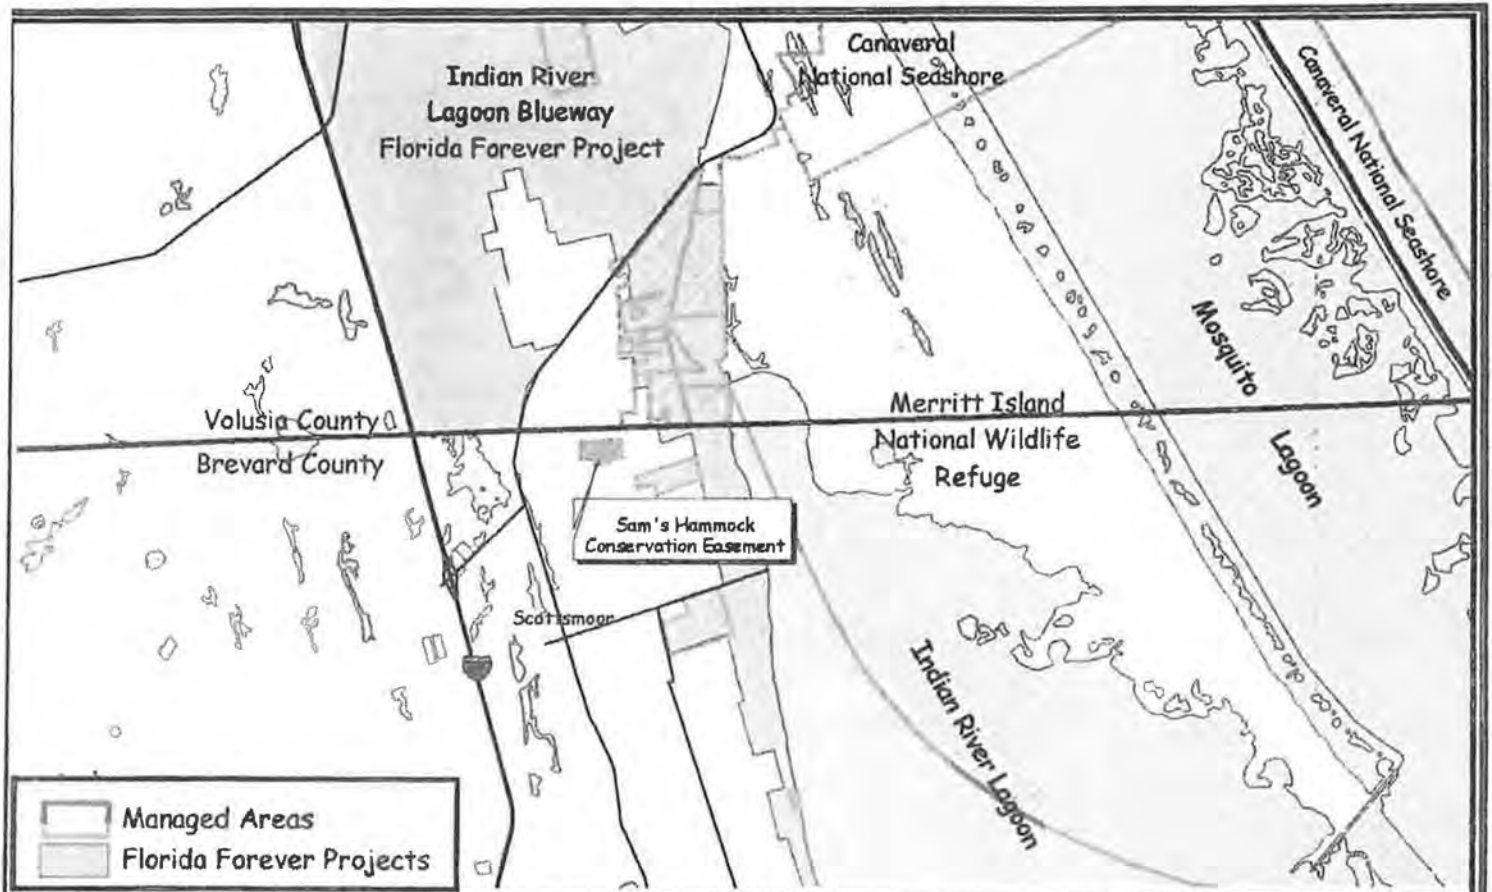 Canaveral
National Seashore
Indian River
Lagoon Blueway
Florida Forever Project
Canaveral National Seashore
Mosquito
Lagoon
Volusia County
Brevard County
Merritt Island
National Wildlife
Refuge
Sam's Hammock
Conservation Easement
Scottsmoor
Indian River Lagoon
Managed Areas
Florida Forever Projects